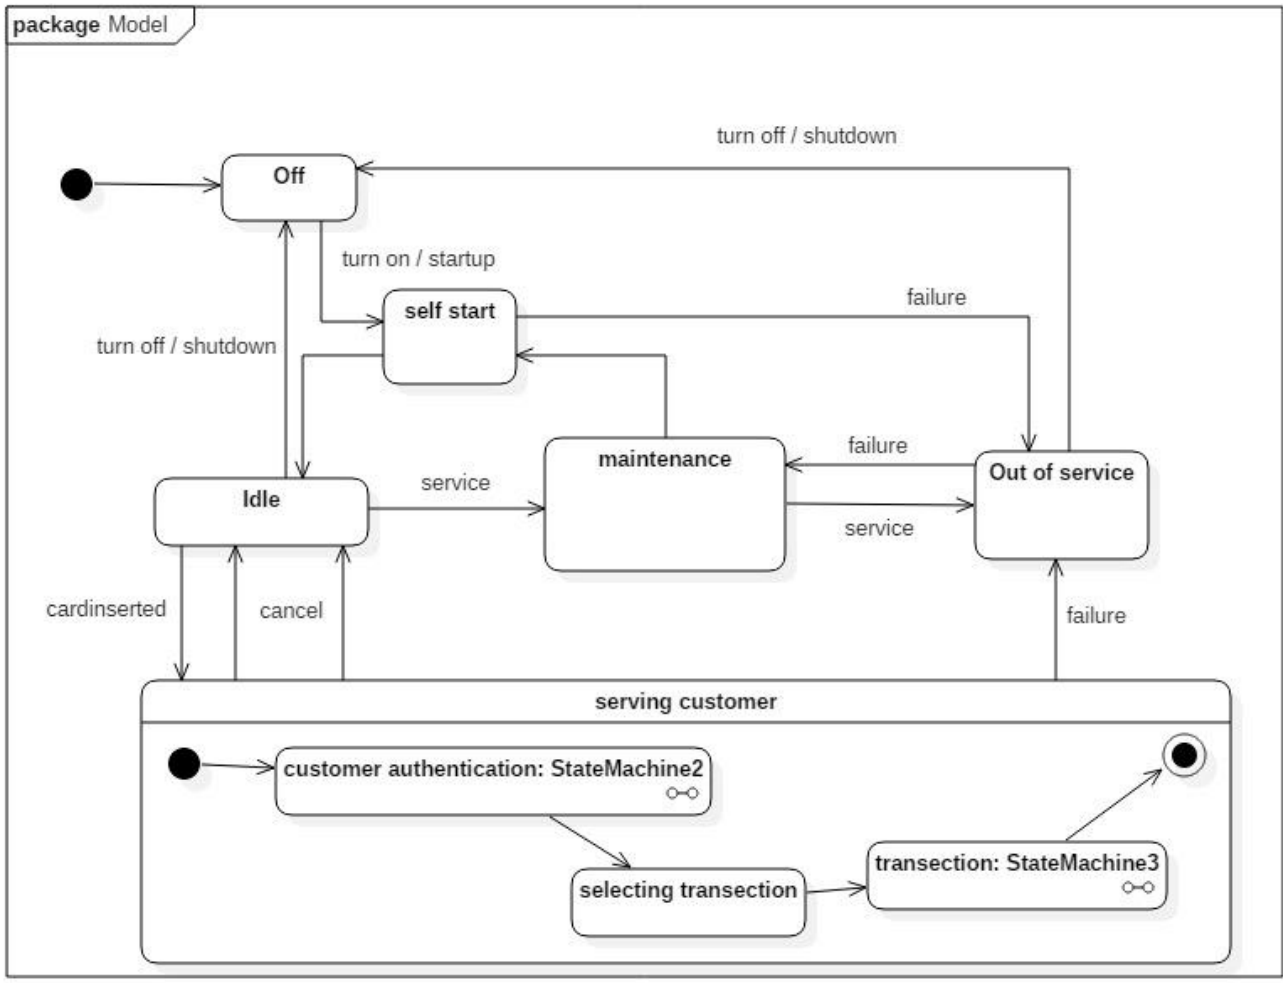 package Model
turn off / shutdown
Off
turn on / startup
self start
failure
turn off / shutdown
maintenance
failure
Out of service
Idle
service
service
cardinserted
cancel
failure
serving customer
customer authentication: StateMachine2
selecting transection
transection: StateMachine3